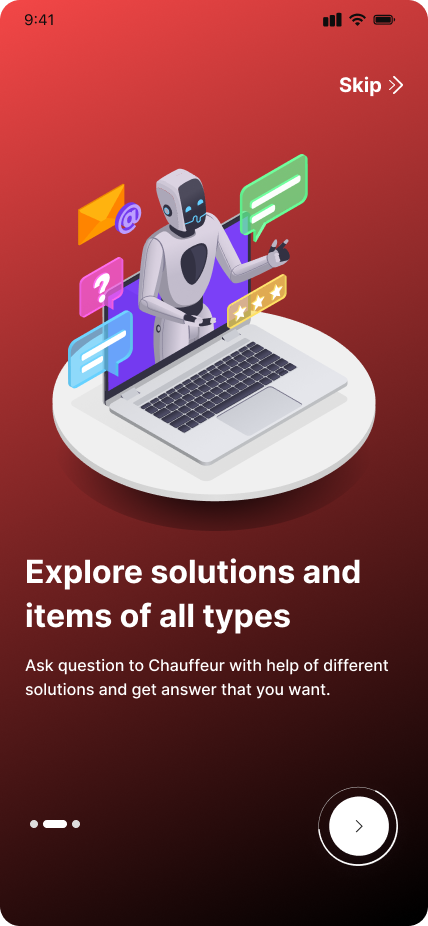 9:41
Skip
@
?
Explore solutions and
items of all types
Ask question to Chauffeur with help of different
solutions and get answer that you want.